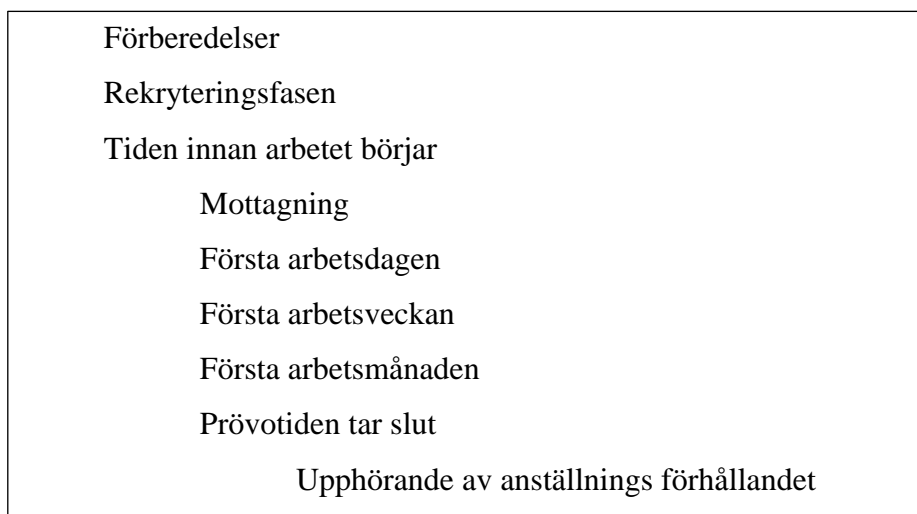 Förberedelser
Rekryteringsfasen
Tiden innan arbetet börjar
Mottagning
Första arbetsdagen
Första arbetsveckan
Första arbetsmånaden
Prövotiden tar slut
Upphörande av anställnings förhållandet